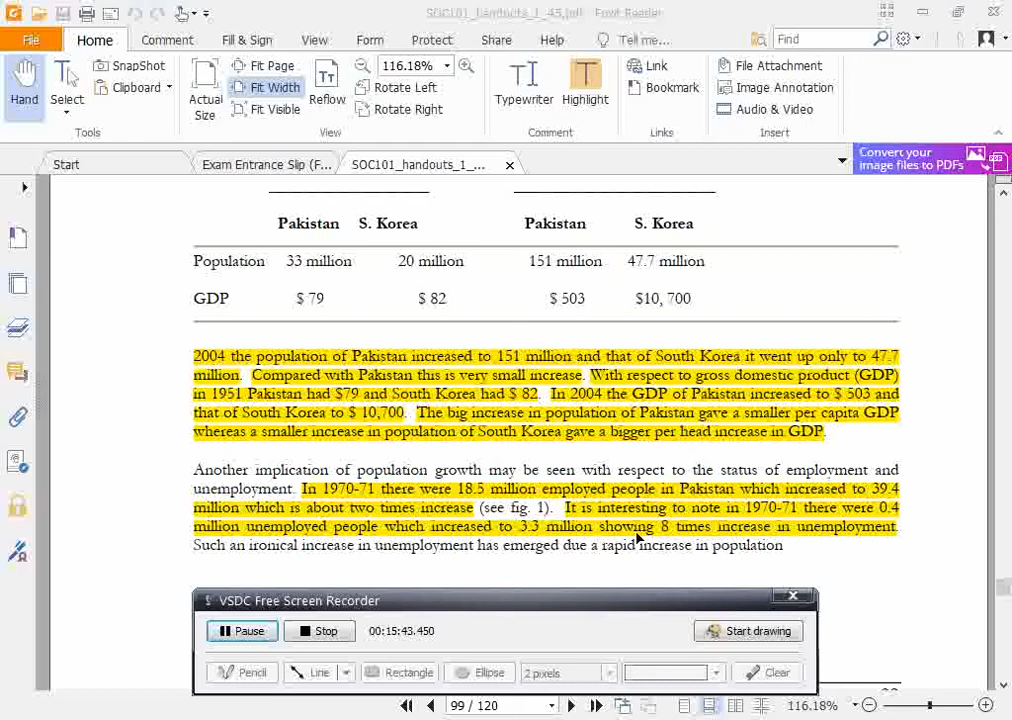 SOC101_handouts_1_45.pdf - Foxit Reader
File Home Comment Fill & Sign View Form Protect Share Help Tell me... Find
Hand
Select
SnapShot
Clipboard
Tools
Actual Size
Fit Page
Fit Width
Fit Visible
Reflow
116.18%
Rotate Left
Rotate Right
View
Typewriter
Highlight
Comment
Link
Bookmark
Links
File Attachment
Image Annotation
Audio & Video
Insert
Start Exam Entrance Slip (F... SOC101_handouts_1_...
Convert your
image files to PDFs
Pakistan S. Korea Pakistan S. Korea
Population 33 million 20 million 151 million 47.7 million
GDP $ 79 $ 82 $ 503 $10, 700
2004 the population of Pakistan increased to 151 million and that of South Korea it went up only to 47.7
million. Compared with Pakistan this is very small increase. With respect to gross domestic product (GDP)
in 1951 Pakistan had $79 and South Korea had $ 82. In 2004 the GDP of Pakistan increased to $ 503 and
that of South Korea to $ 10,700. The big increase in population of Pakistan gave a smaller per capita GDP
whereas a smaller increase in population of South Korea gave a bigger per head increase in GDP.
Another implication of population growth may be seen with respect to the status of employment and
unemployment. In 1970-71 there were 18.5 million employed people in Pakistan which increased to 39.4
million which is about two times increase (see fig. 1). It is interesting to note in 1970-71 there were 0.4
million unemployed people which increased to 3.3 million showing 8 times increase in unemployment.
Such an ironical increase in unemployment has emerged due a rapid increase in population
VSDC Free Screen Recorder
Pause Stop 00:15:43.450 Start drawing
Pencil Line Rectangle Ellipse 2 pixels Clear
99 / 120 116.18%